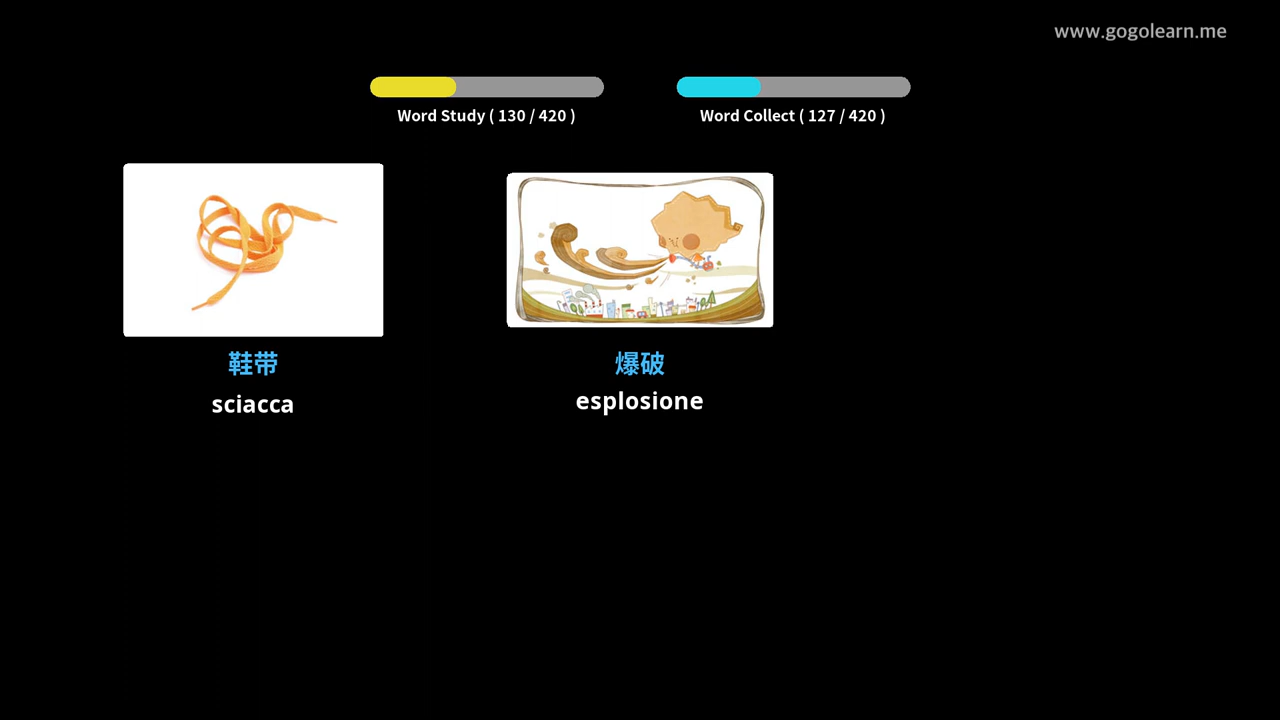 www.gogolearn.me
Word Study ( 130 / 420 )
Word Collect ( 127 / 420 )
鞋带
sciacca
爆破
esplosione